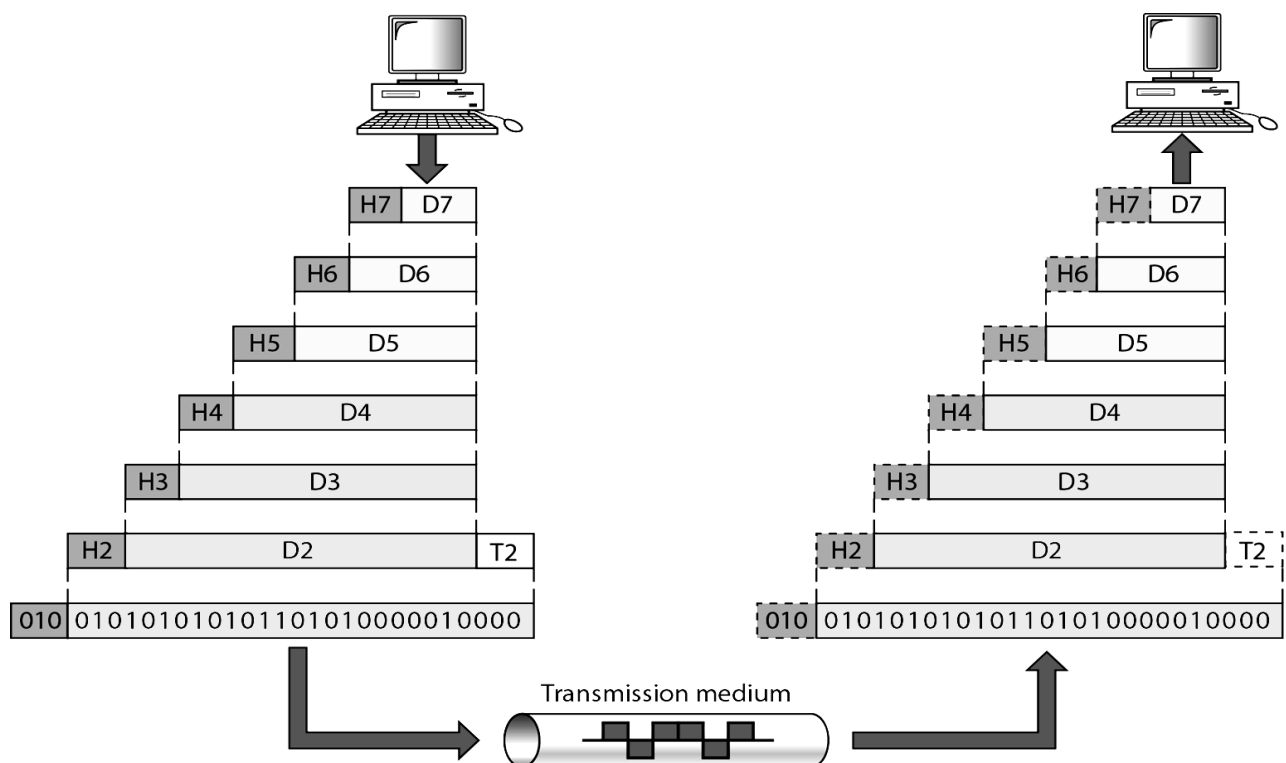 H7 D7 H7 D7
H6 D6 H6 D6
H5 D5 H5 D5
H4 D4 H4 D4
H3 D3 H3 D3
H2 D2 T2 H2 D2 T2
010 010101010101101010000010000 010 010101010101101010000010000
Transmission medium